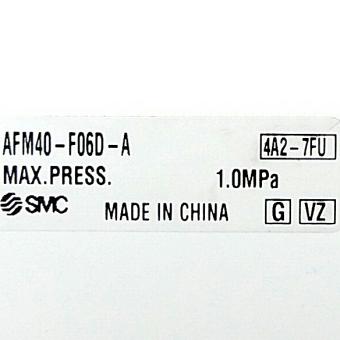 AFM40-F06D-A 4A2-7FU
MAX.PRESS. 1.0MPa
SMC MADE IN CHINA G VZ